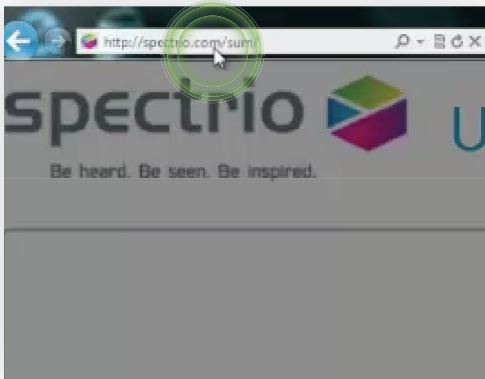 http://spectrio.com/sum/
spectrio
U
Be heard. Be seen. Be inspired.